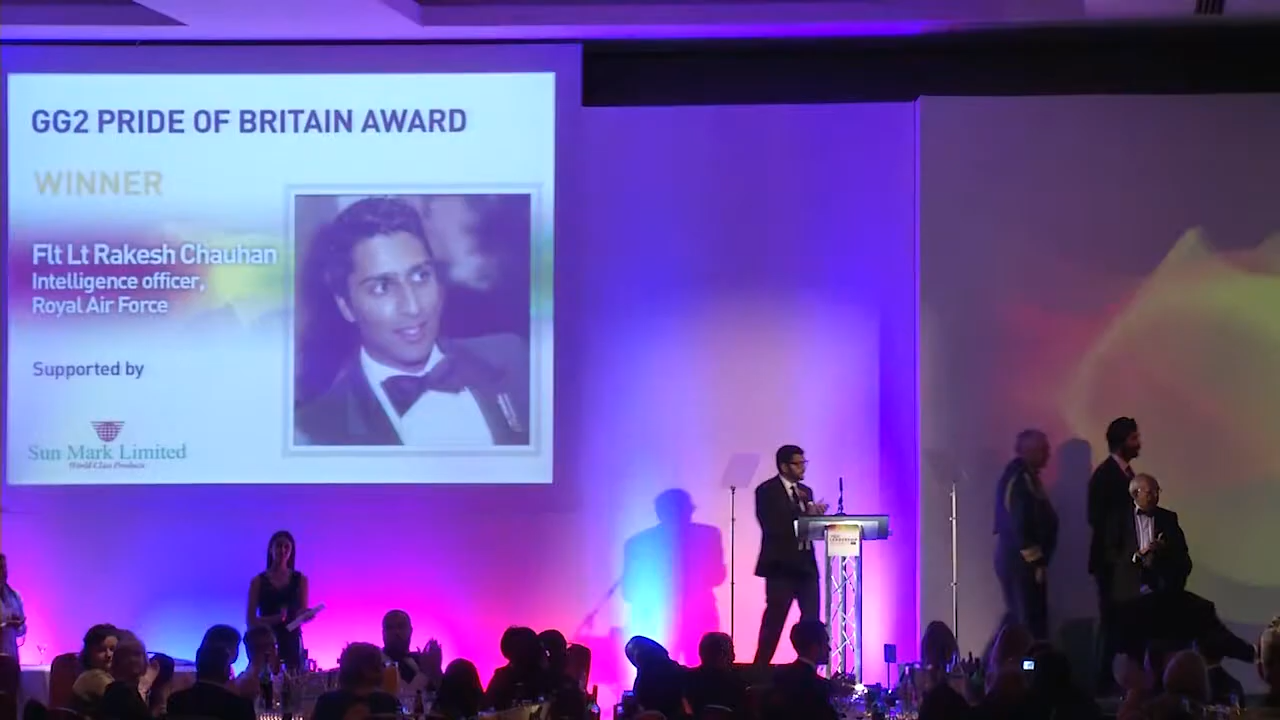 GG2 PRIDE OF BRITAIN AWARD
WINNER
Flt Lt Rakesh Chauhan
Intelligence officer,
Royal Air Force
Supported by
Sun Mark Limited
World Class Products